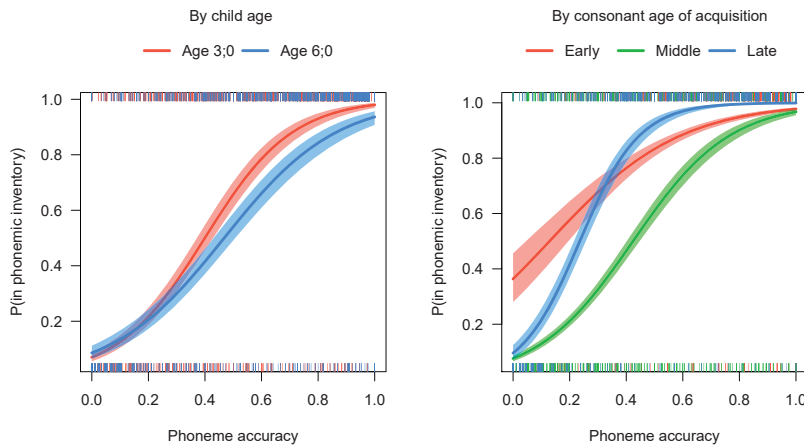 By child age
Age 3;0 Age 6;0
1.0
0.8
0.6
0.4
0.2
P(in phonemic inventory)
0.0 0.2 0.4 0.6 0.8 1.0
Phoneme accuracy
By consonant age of acquisition
Early Middle Late
1.0
0.8
0.6
0.4
0.2
P(in phonemic inventory)
0.0 0.2 0.4 0.6 0.8 1.0
Phoneme accuracy